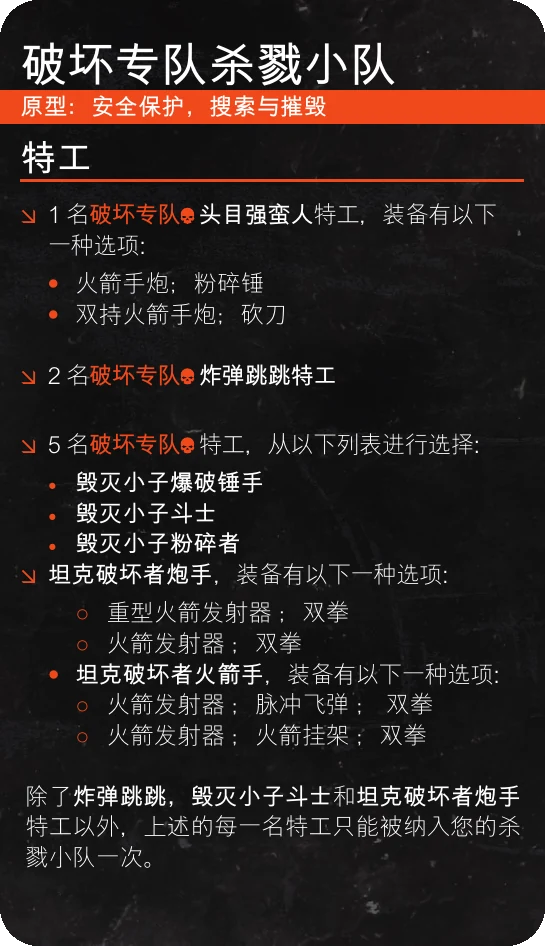 破坏专队杀戮小队
原型：安全保护，搜索与摧毁
特工
1 名破坏专队头目强蛮人特工，装备有以下
一种选项：
火箭手炮；粉碎锤
双持火箭手炮；砍刀
2 名破坏专队炸弹跳跳特工
5 名破坏专队特工，从以下列表进行选择：
毁灭小子爆破锤手
毁灭小子斗士
毁灭小子粉碎者
坦克破坏者炮手，装备有以下一种选项：
重型火箭发射器；双拳
火箭发射器；双拳
坦克破坏者火箭手，装备有以下一种选项：
火箭发射器；脉冲飞弹；双拳
火箭发射器；火箭挂架；双拳
除了炸弹跳跳，毁灭小子斗士和坦克破坏者炮手
特工以外，上述的每一名特工只能被纳入您的杀
戮小队一次。